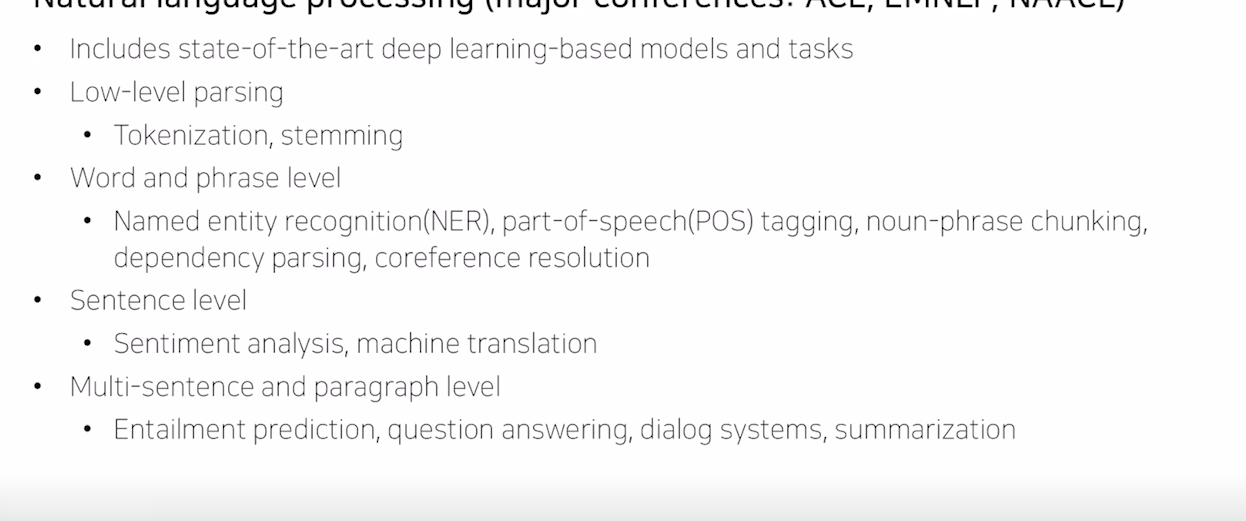 Natural language processing (major conferences: ACL, EMNLP, NAACL)
• Includes state-of-the-art deep learning-based models and tasks
• Low-level parsing
• Tokenization, stemming
• Word and phrase level
• Named entity recognition(NER), part-of-speech(POS) tagging, noun-phrase chunking,
dependency parsing, coreference resolution
• Sentence level
• Sentiment analysis, machine translation
• Multi-sentence and paragraph level
• Entailment prediction, question answering, dialog systems, summarization